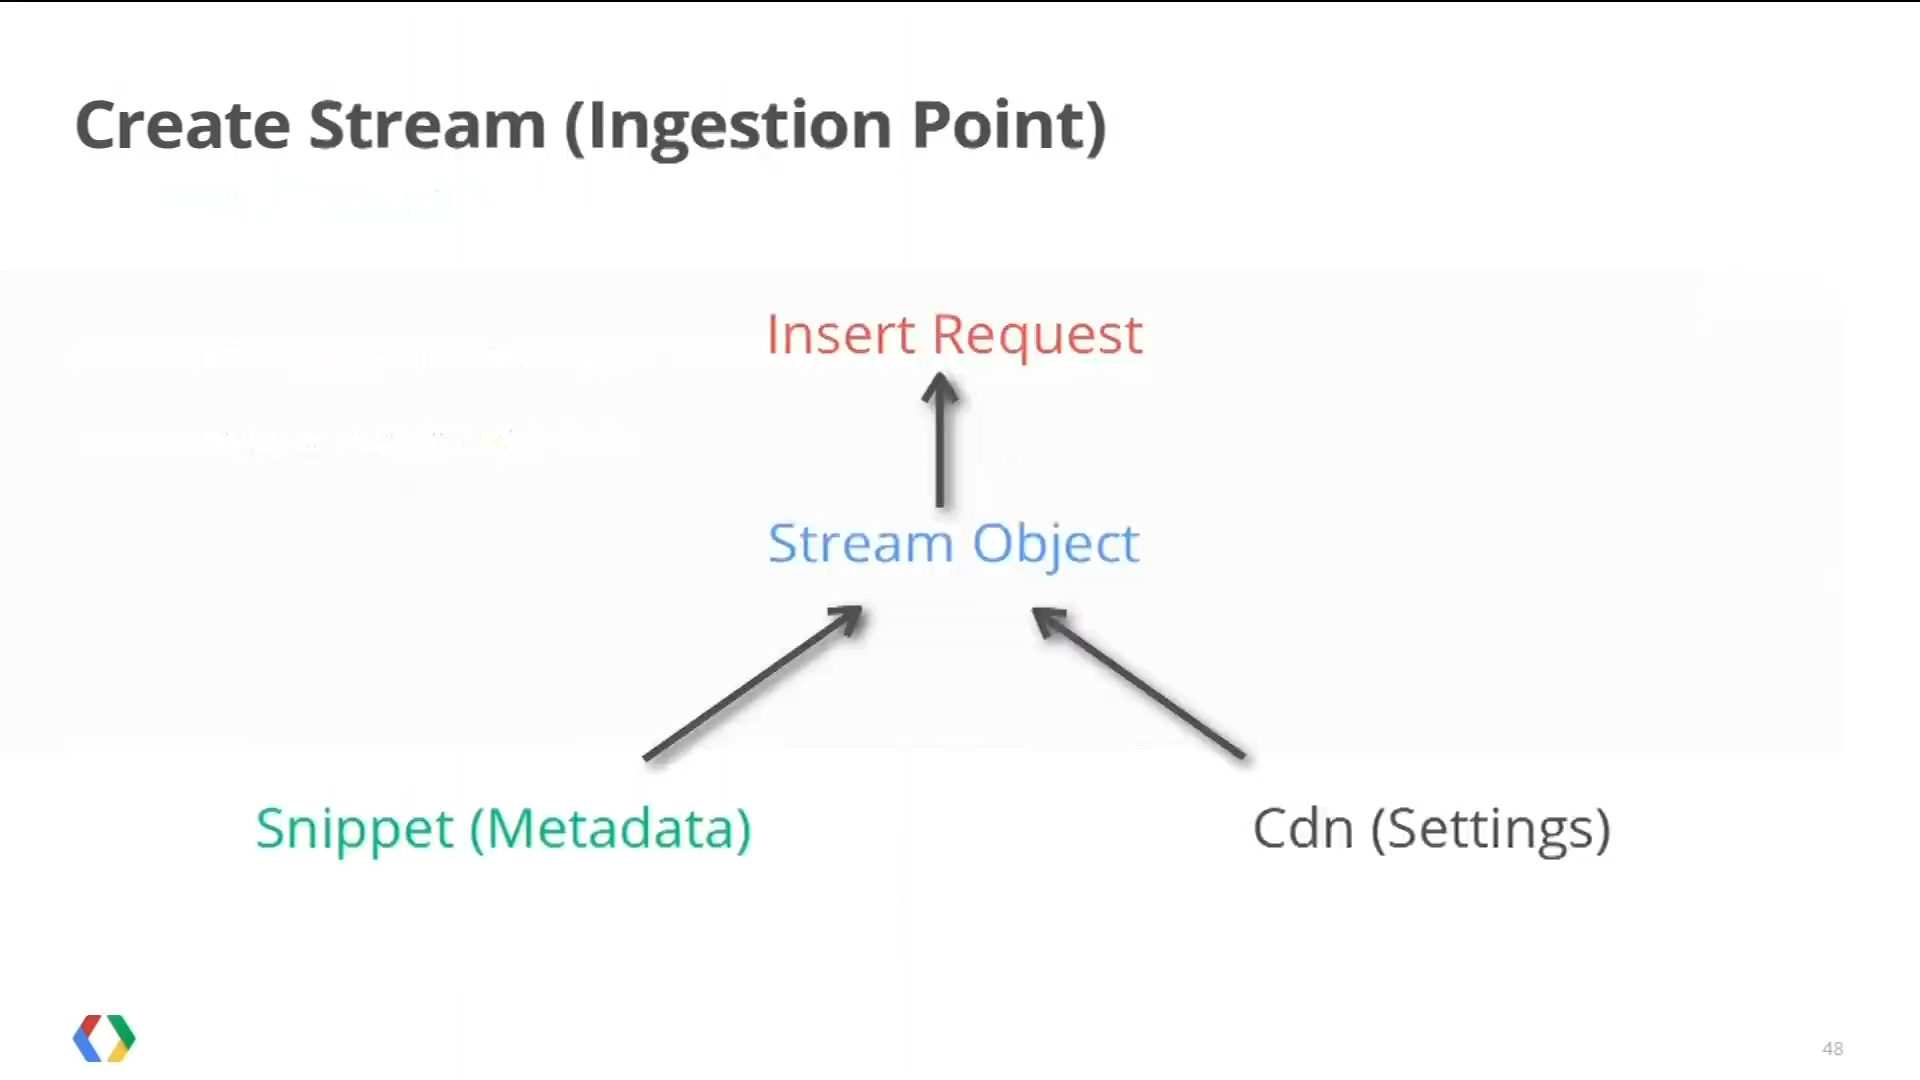 Create Stream (Ingestion Point)
Insert Request
Stream Object
Snippet (Metadata)
Cdn (Settings)
48